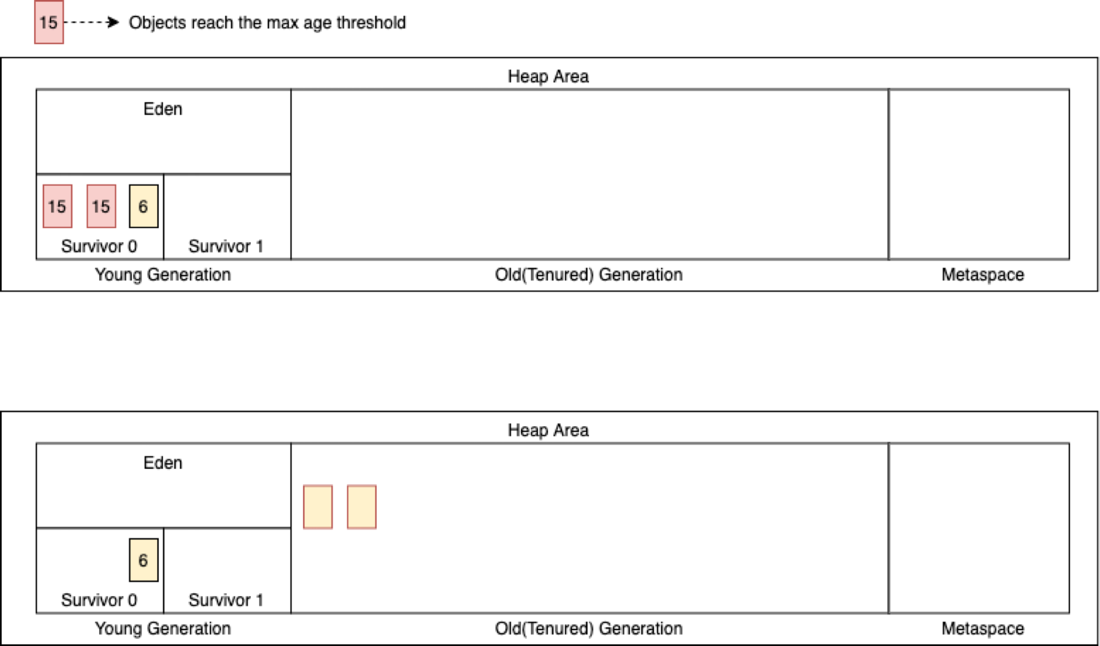 15 Objects reach the max age threshold
Heap Area
Eden
15 15 6
Survivor 0 Survivor 1
Young Generation Old(Tenured) Generation Metaspace
Heap Area
Eden
6
Survivor 0 Survivor 1
Young Generation Old(Tenured) Generation Metaspace